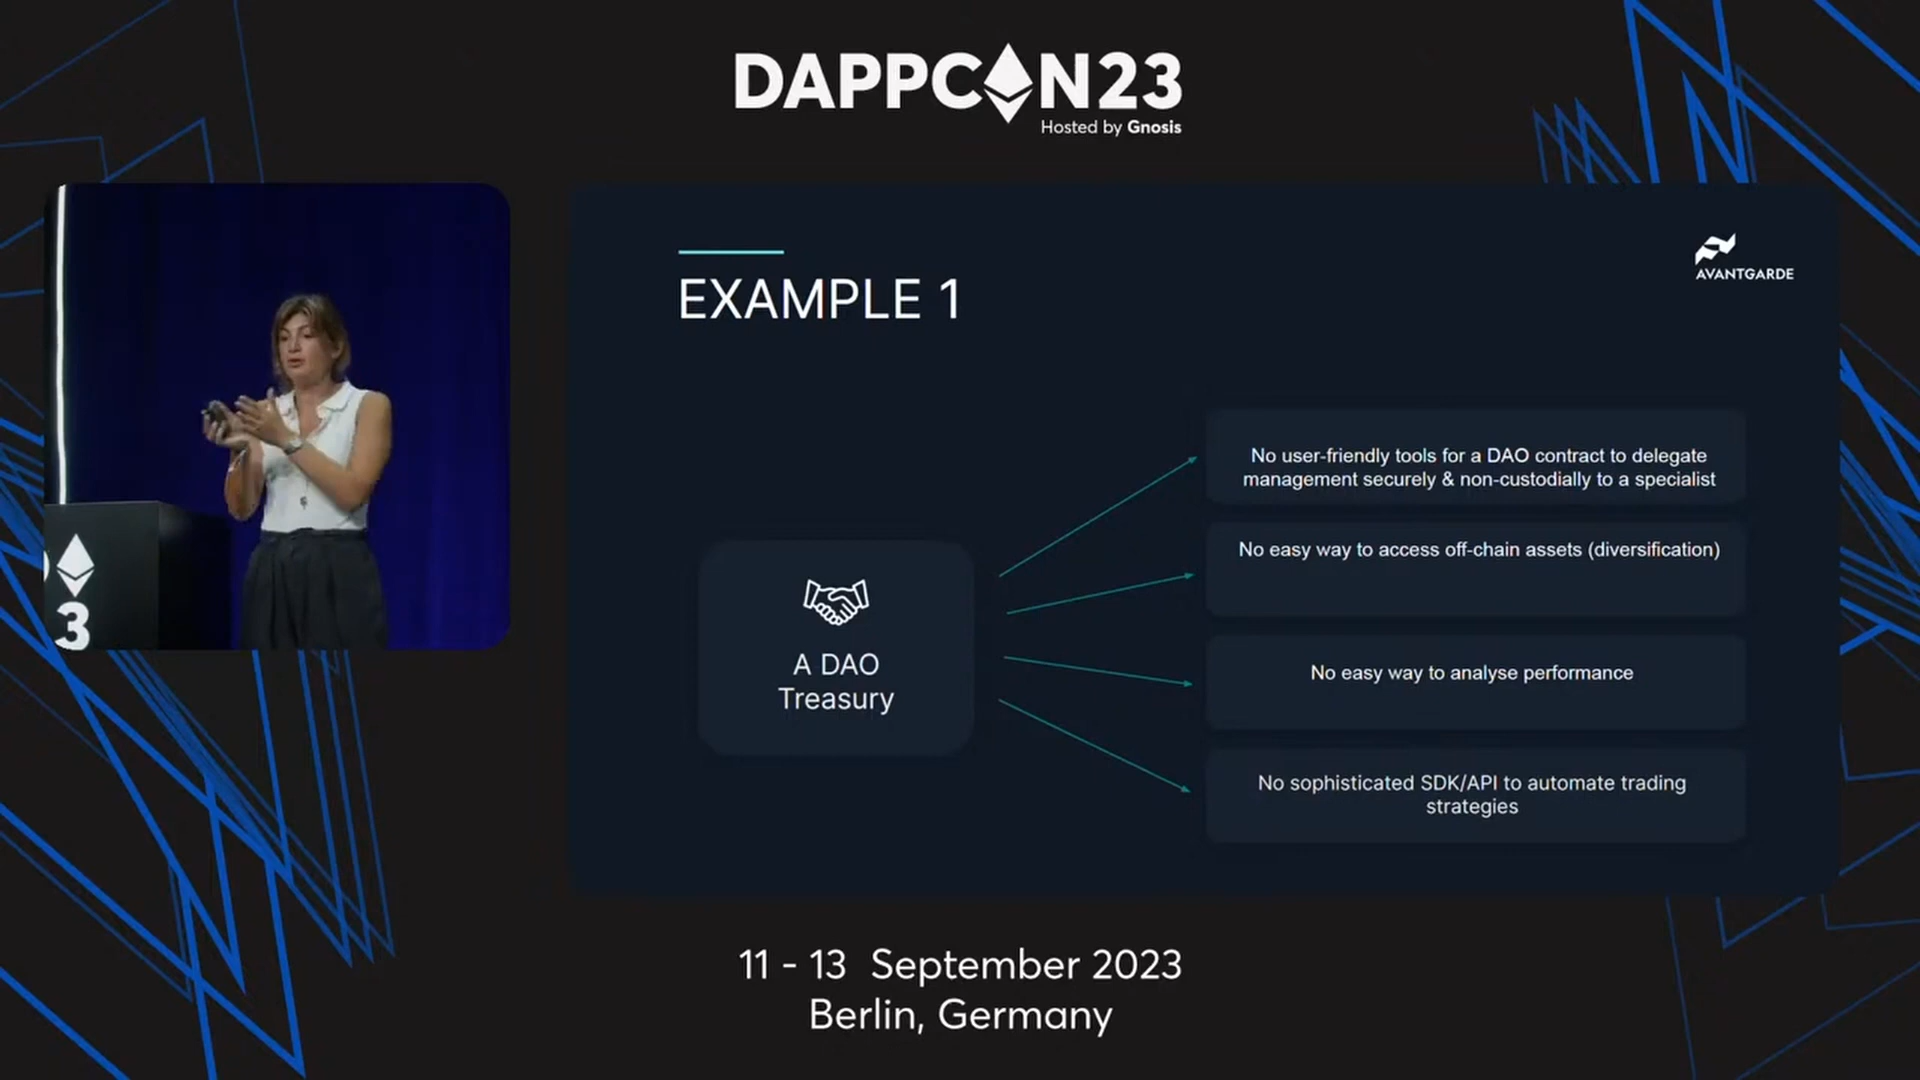 DAPPCON23
Hosted by Gnosis
AVANTGARDE
EXAMPLE 1
No user-friendly tools for a DAO contract to delegate
management securely & non-custodially to a specialist
No easy way to access off-chain assets (diversification)
A DAO
Treasury
No easy way to analyse performance
No sophisticated SDK/API to automate trading
strategies
3
11 - 13 September 2023
Berlin, Germany